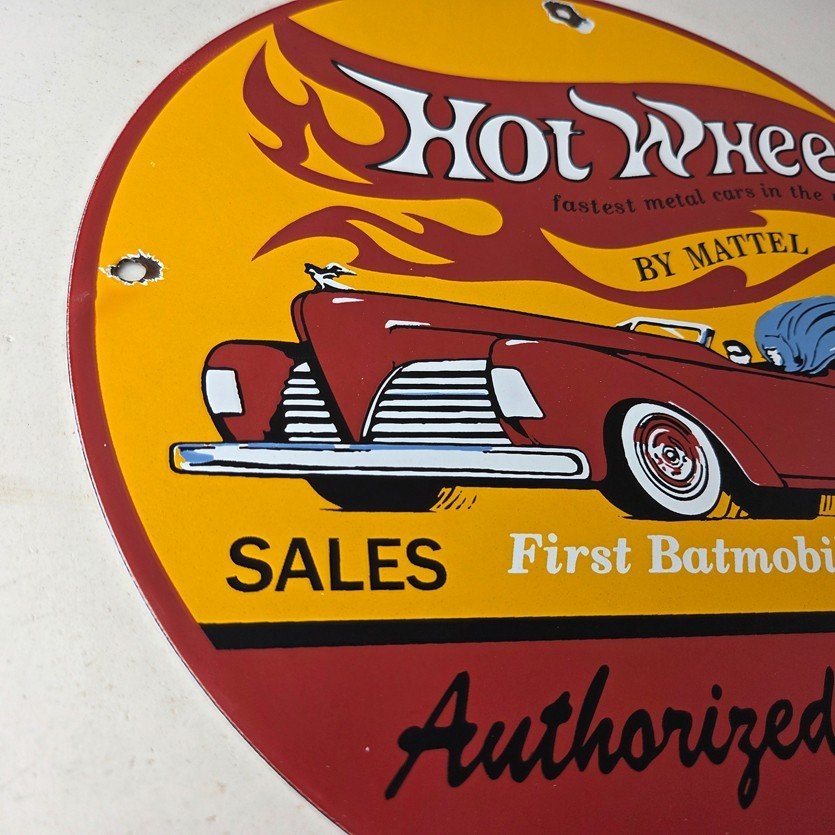 Hot Whee
fastest metal cars in the
BY MATTEL
SALES
First Batmobi
Authorized